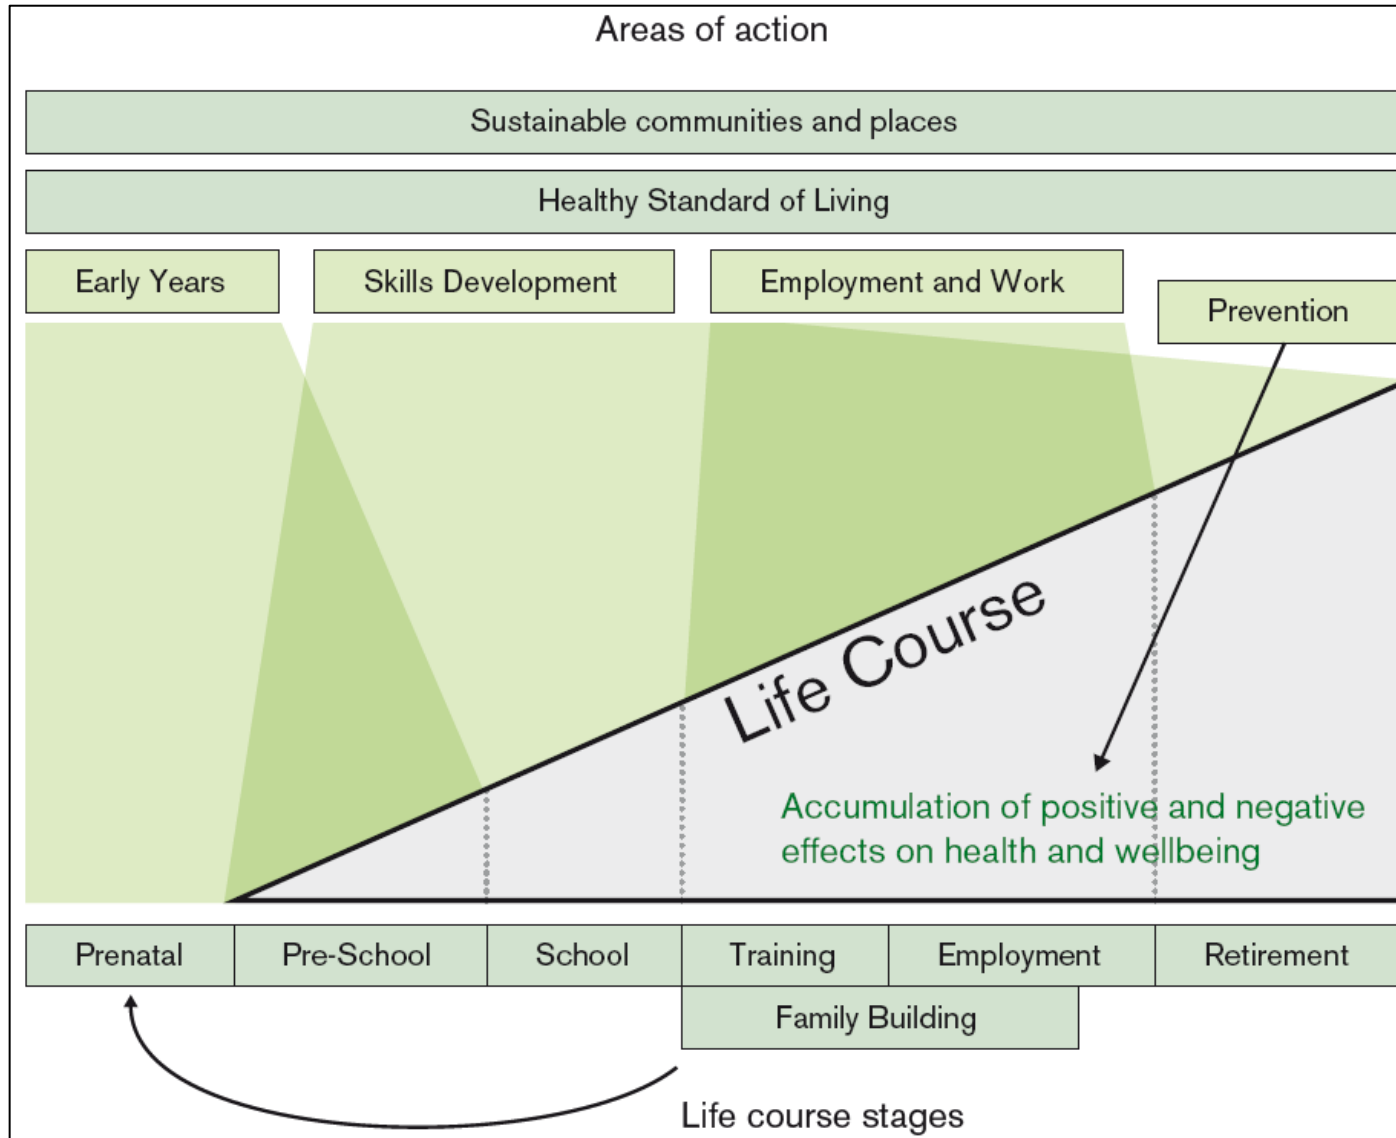 Areas of action
Sustainable communities and places
Healthy Standard of Living
Early Years
Skills Development
Employment and Work
Prevention
Life Course
Accumulation of positive and negative
effects on health and wellbeing
Prenatal
Pre-School
School
Training
Employment
Retirement
Family Building
Life course stages